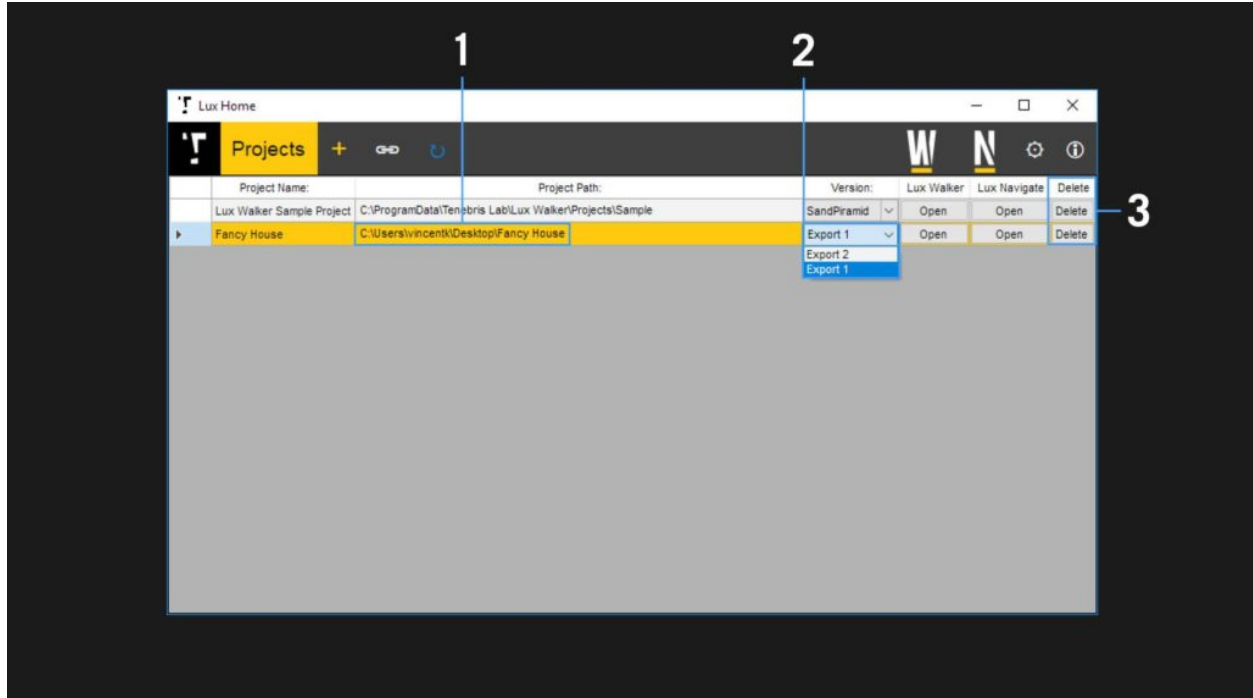 1 2
Lux Home
Projects W N
Project Name: Project Path: Version: Lux Walker Lux Navigate Delete
Lux Walker Sample Project C:\ProgramData\Tenebris Lab\Lux Walker\Projects\Sample SandPiramid Open Open Delete 3
Fancy House C:\Users\vincentk\Desktop\Fancy House Export 1 Open Open Delete
Export 2
Export 1